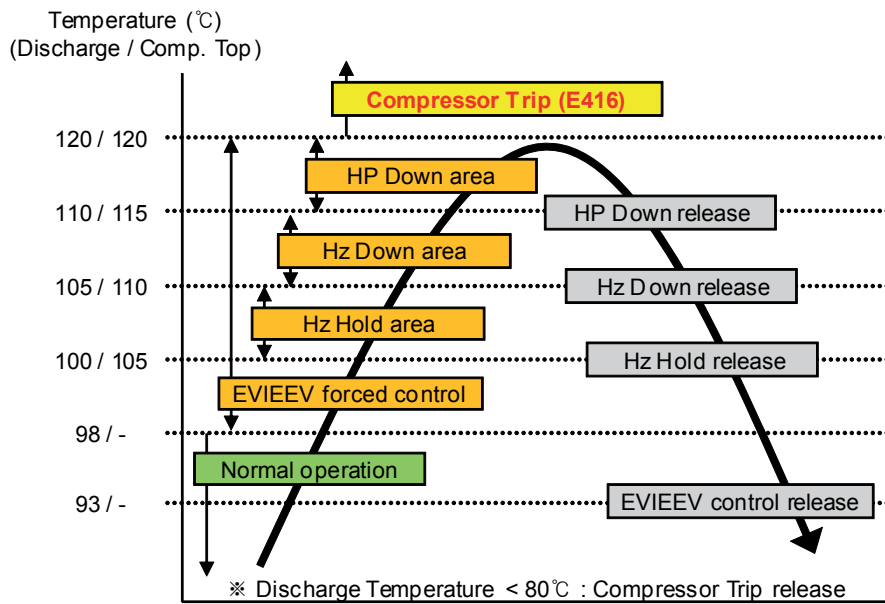 Temperature (℃)
(Discharge / Comp. Top)
Compressor Trip (E416)
120 / 120
HP Down area
110 / 115
HP Down release
Hz Down area
105 / 110
Hz Down release
Hz Hold area
100 / 105
Hz Hold release
EVIEEV forced control
98 / -
Normal operation
93 / -
EVIEEV control release
※ Discharge Temperature < 80℃ : Compressor Trip release